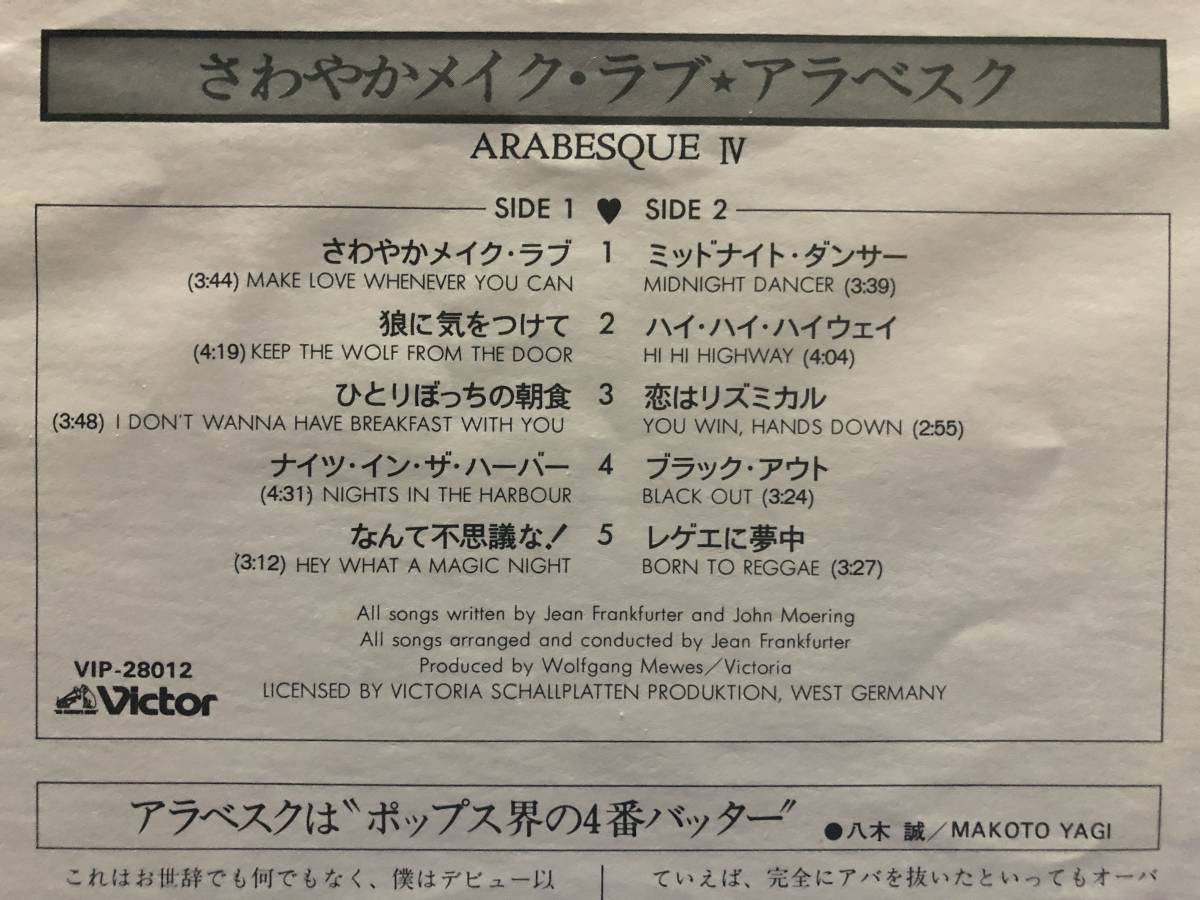 さわやかメイク・ラブ★アラベスク
ARABESQUE Ⅳ
SIDE 1 ♥ SIDE 2
さわやかメイク・ラブ 1 ミッドナイト・ダンサー
(3:44) MAKE LOVE WHENEVER YOU CAN MIDNIGHT DANCER (3:39)
狼に気をつけて 2 ハイ・ハイ・ハイウェイ
(4:19) KEEP THE WOLF FROM THE DOOR HI HI HIGHWAY (4:04)
ひとりぼっちの朝食 3 恋はリズミカル
(3:48) I DON'T WANNA HAVE BREAKFAST WITH YOU YOU WIN, HANDS DOWN (2:55)
ナイツ・イン・ザ・ハーバー 4 ブラック・アウト
(4:31) NIGHTS IN THE HARBOUR BLACK OUT (3:24)
なんて不思議な! 5 レゲエに夢中
(3:12) HEY WHAT A MAGIC NIGHT BORN TO REGGAE (3:27)
All songs written by Jean Frankfurter and John Moering
All songs arranged and conducted by Jean Frankfurter
Produced by Wolfgang Mewes／Victoria
LICENSED BY VICTORIA SCHALLPLATTEN PRODUKTION, WEST GERMANY
VIP-28012
Victor
アラベスクは〝ポップス界の4番バッター〟
●八木 誠／MAKOTO YAGI
これはお世辞でも何でもなく、僕はデビュー以
ていえば、完全にアバを抜いたといってもオーバ